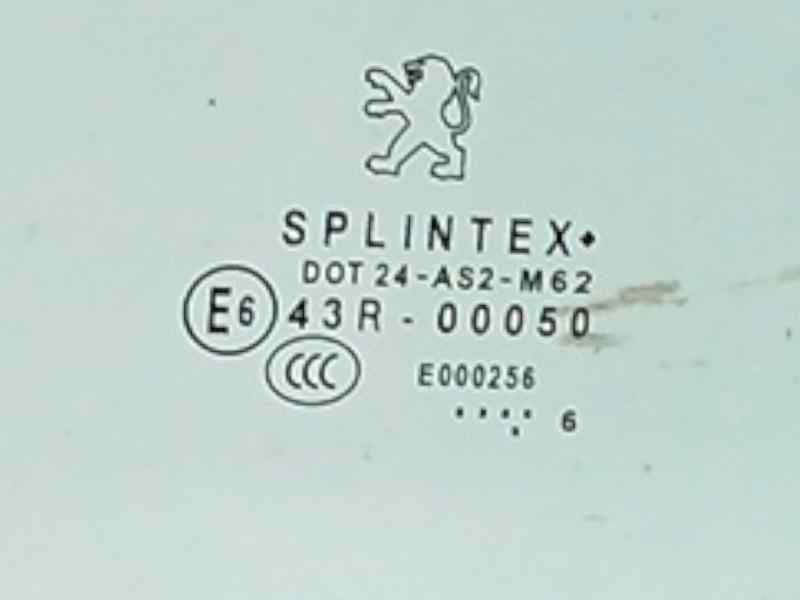 SPLINTEX
DOT 24-AS2-M62
E6 43R-00050
CCC E000256
6